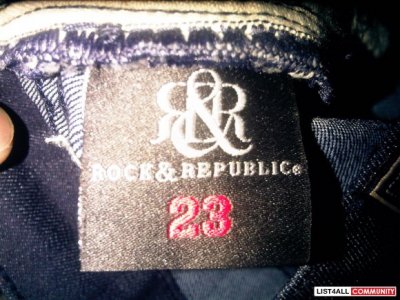 R&R
ROCK&REPUBLIC®
23
LIST4ALL COMMUNITY